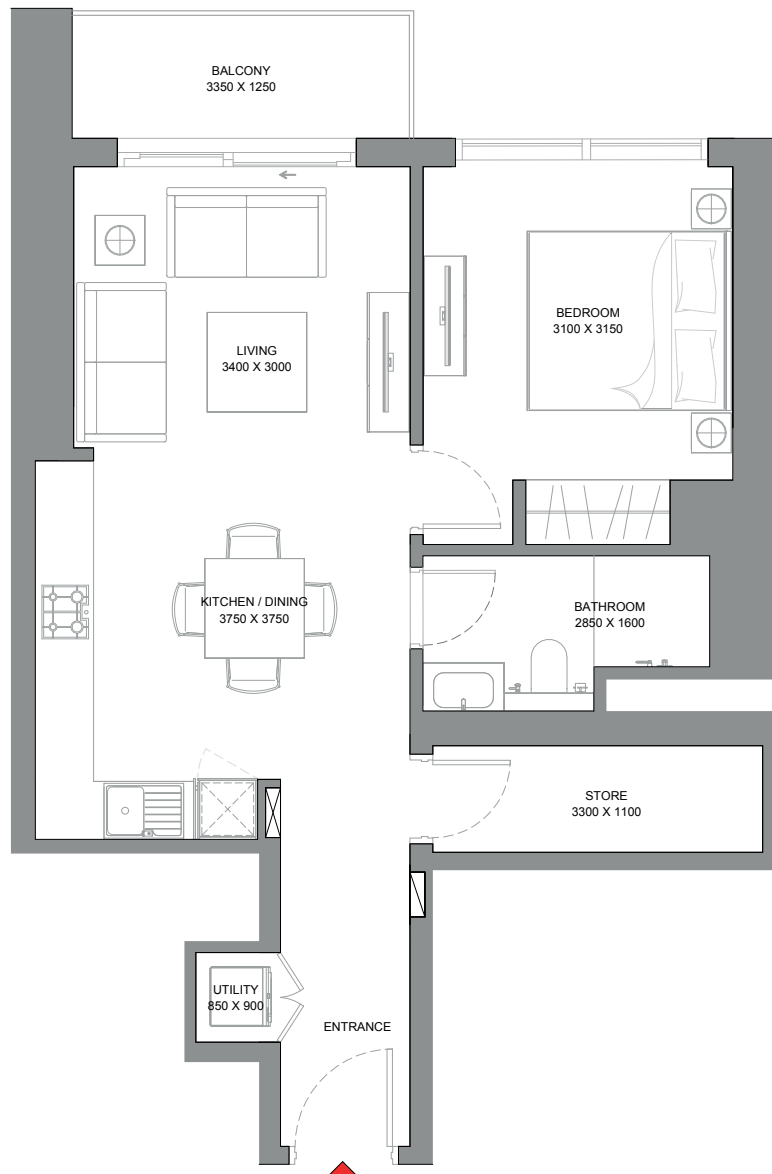 BALCONY
3350 X 1250
LIVING
3400 X 3000
BEDROOM
3100 X 3150
KITCHEN / DINING
3750 X 3750
BATHROOM
2850 X 1600
STORE
3300 X 1100
UTILITY
850 X 900
ENTRANCE